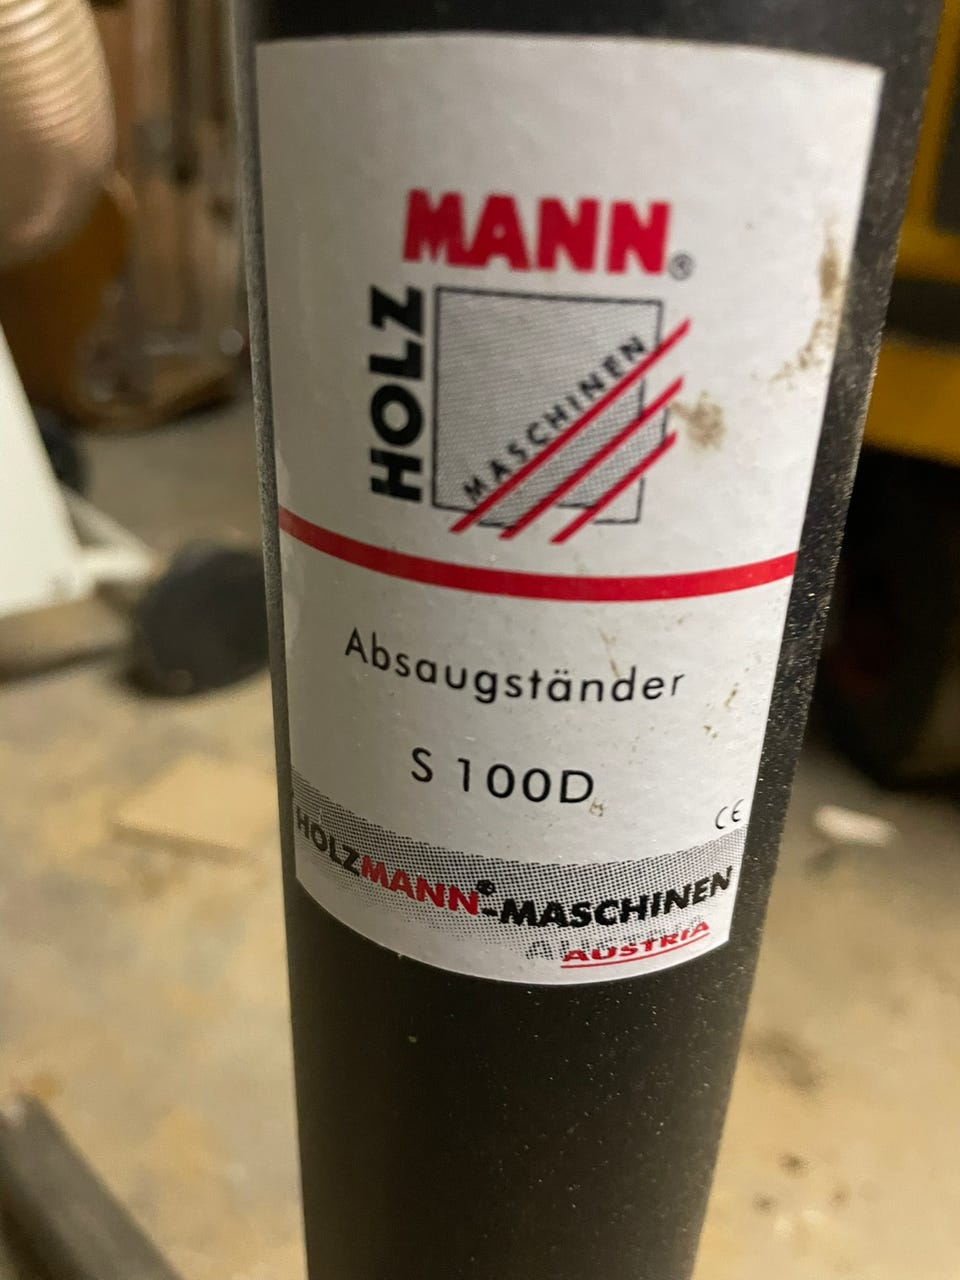 MANN®
HOLZ
MASCHINEN
Absaugständer
S 100D
CE
HOLZMANN®-MASCHINEN
AUSTRIA